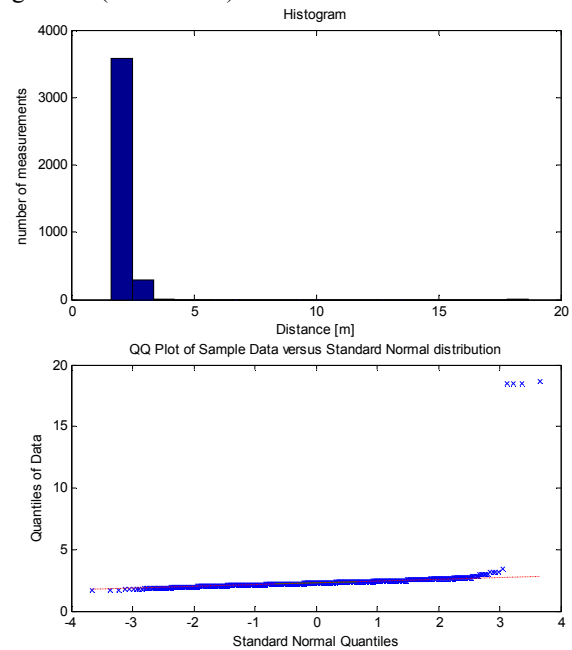 Histogram
4000
3000
2000
1000
0
number of measurements
0 5 10 15 20
Distance [m]
QQ Plot of Sample Data versus Standard Normal distribution
20
15
10
5
0
Quantiles of Data
-4 -3 -2 -1 0 1 2 3 4
Standard Normal Quantiles